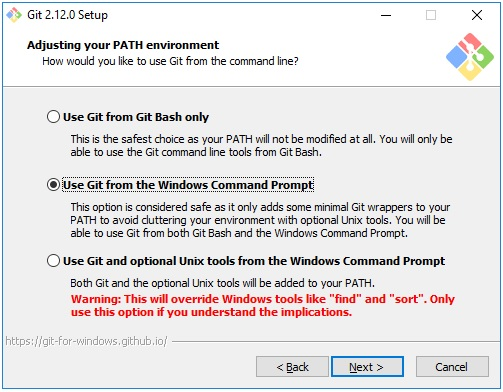 Git 2.12.0 Setup
Adjusting your PATH environment
How would you like to use Git from the command line?
Use Git from Git Bash only
This is the safest choice as your PATH will not be modified at all. You will only be
able to use the Git command line tools from Git Bash.
Use Git from the Windows Command Prompt
This option is considered safe as it only adds some minimal Git wrappers to your
PATH to avoid cluttering your environment with optional Unix tools. You will be
able to use Git from both Git Bash and the Windows Command Prompt.
Use Git and optional Unix tools from the Windows Command Prompt
Both Git and the optional Unix tools will be added to your PATH.
Warning: This will override Windows tools like "find" and "sort". Only
use this option if you understand the implications.
https://git-for-windows.github.io/
< Back Next > Cancel